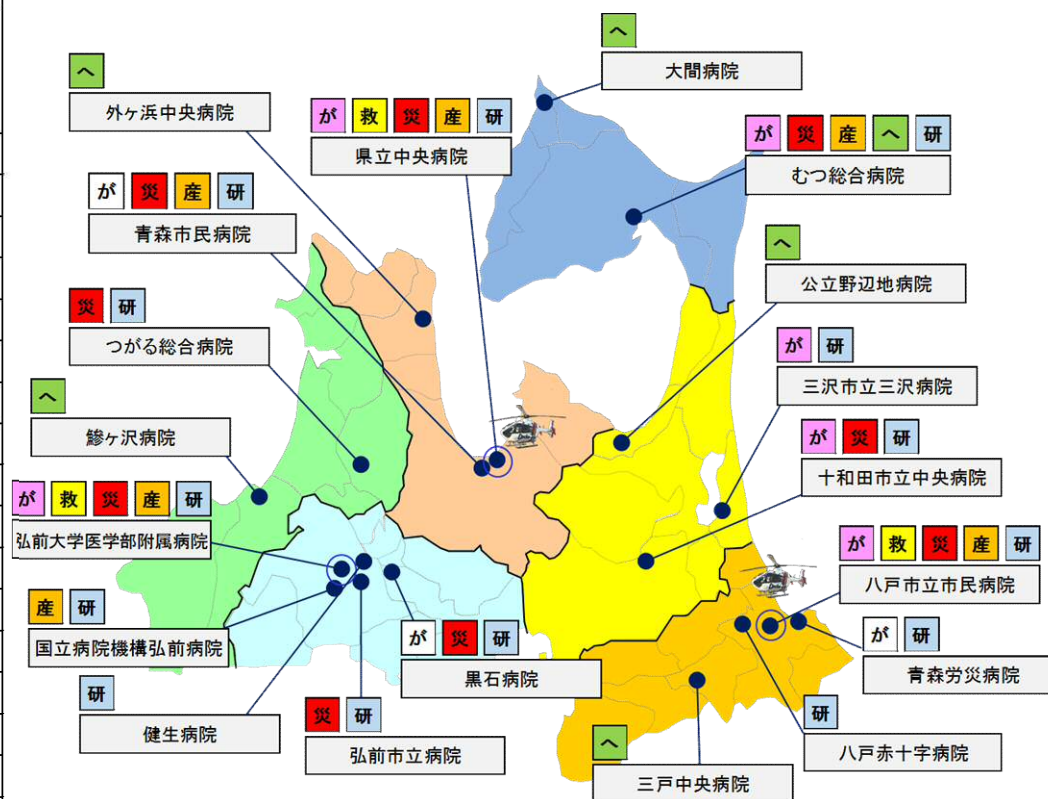 へ
大間病院
へ
外ヶ浜中央病院
が 救 災 産 研
県立中央病院
が 災 産 へ 研
むつ総合病院
が 災 産 研
青森市民病院
へ
公立野辺地病院
災 研
つがる総合病院
が 研
三沢市立三沢病院
へ
鰺ヶ沢病院
が 災 研
十和田市立中央病院
が 救 災 産 研
弘前大学医学部附属病院
が 救 災 産 研
八戸市立市民病院
産 研
国立病院機構弘前病院
が 災 研
黒石病院
が 研
青森労災病院
研
健生病院
災 研
弘前市立病院
研
八戸赤十字病院
へ
三戸中央病院